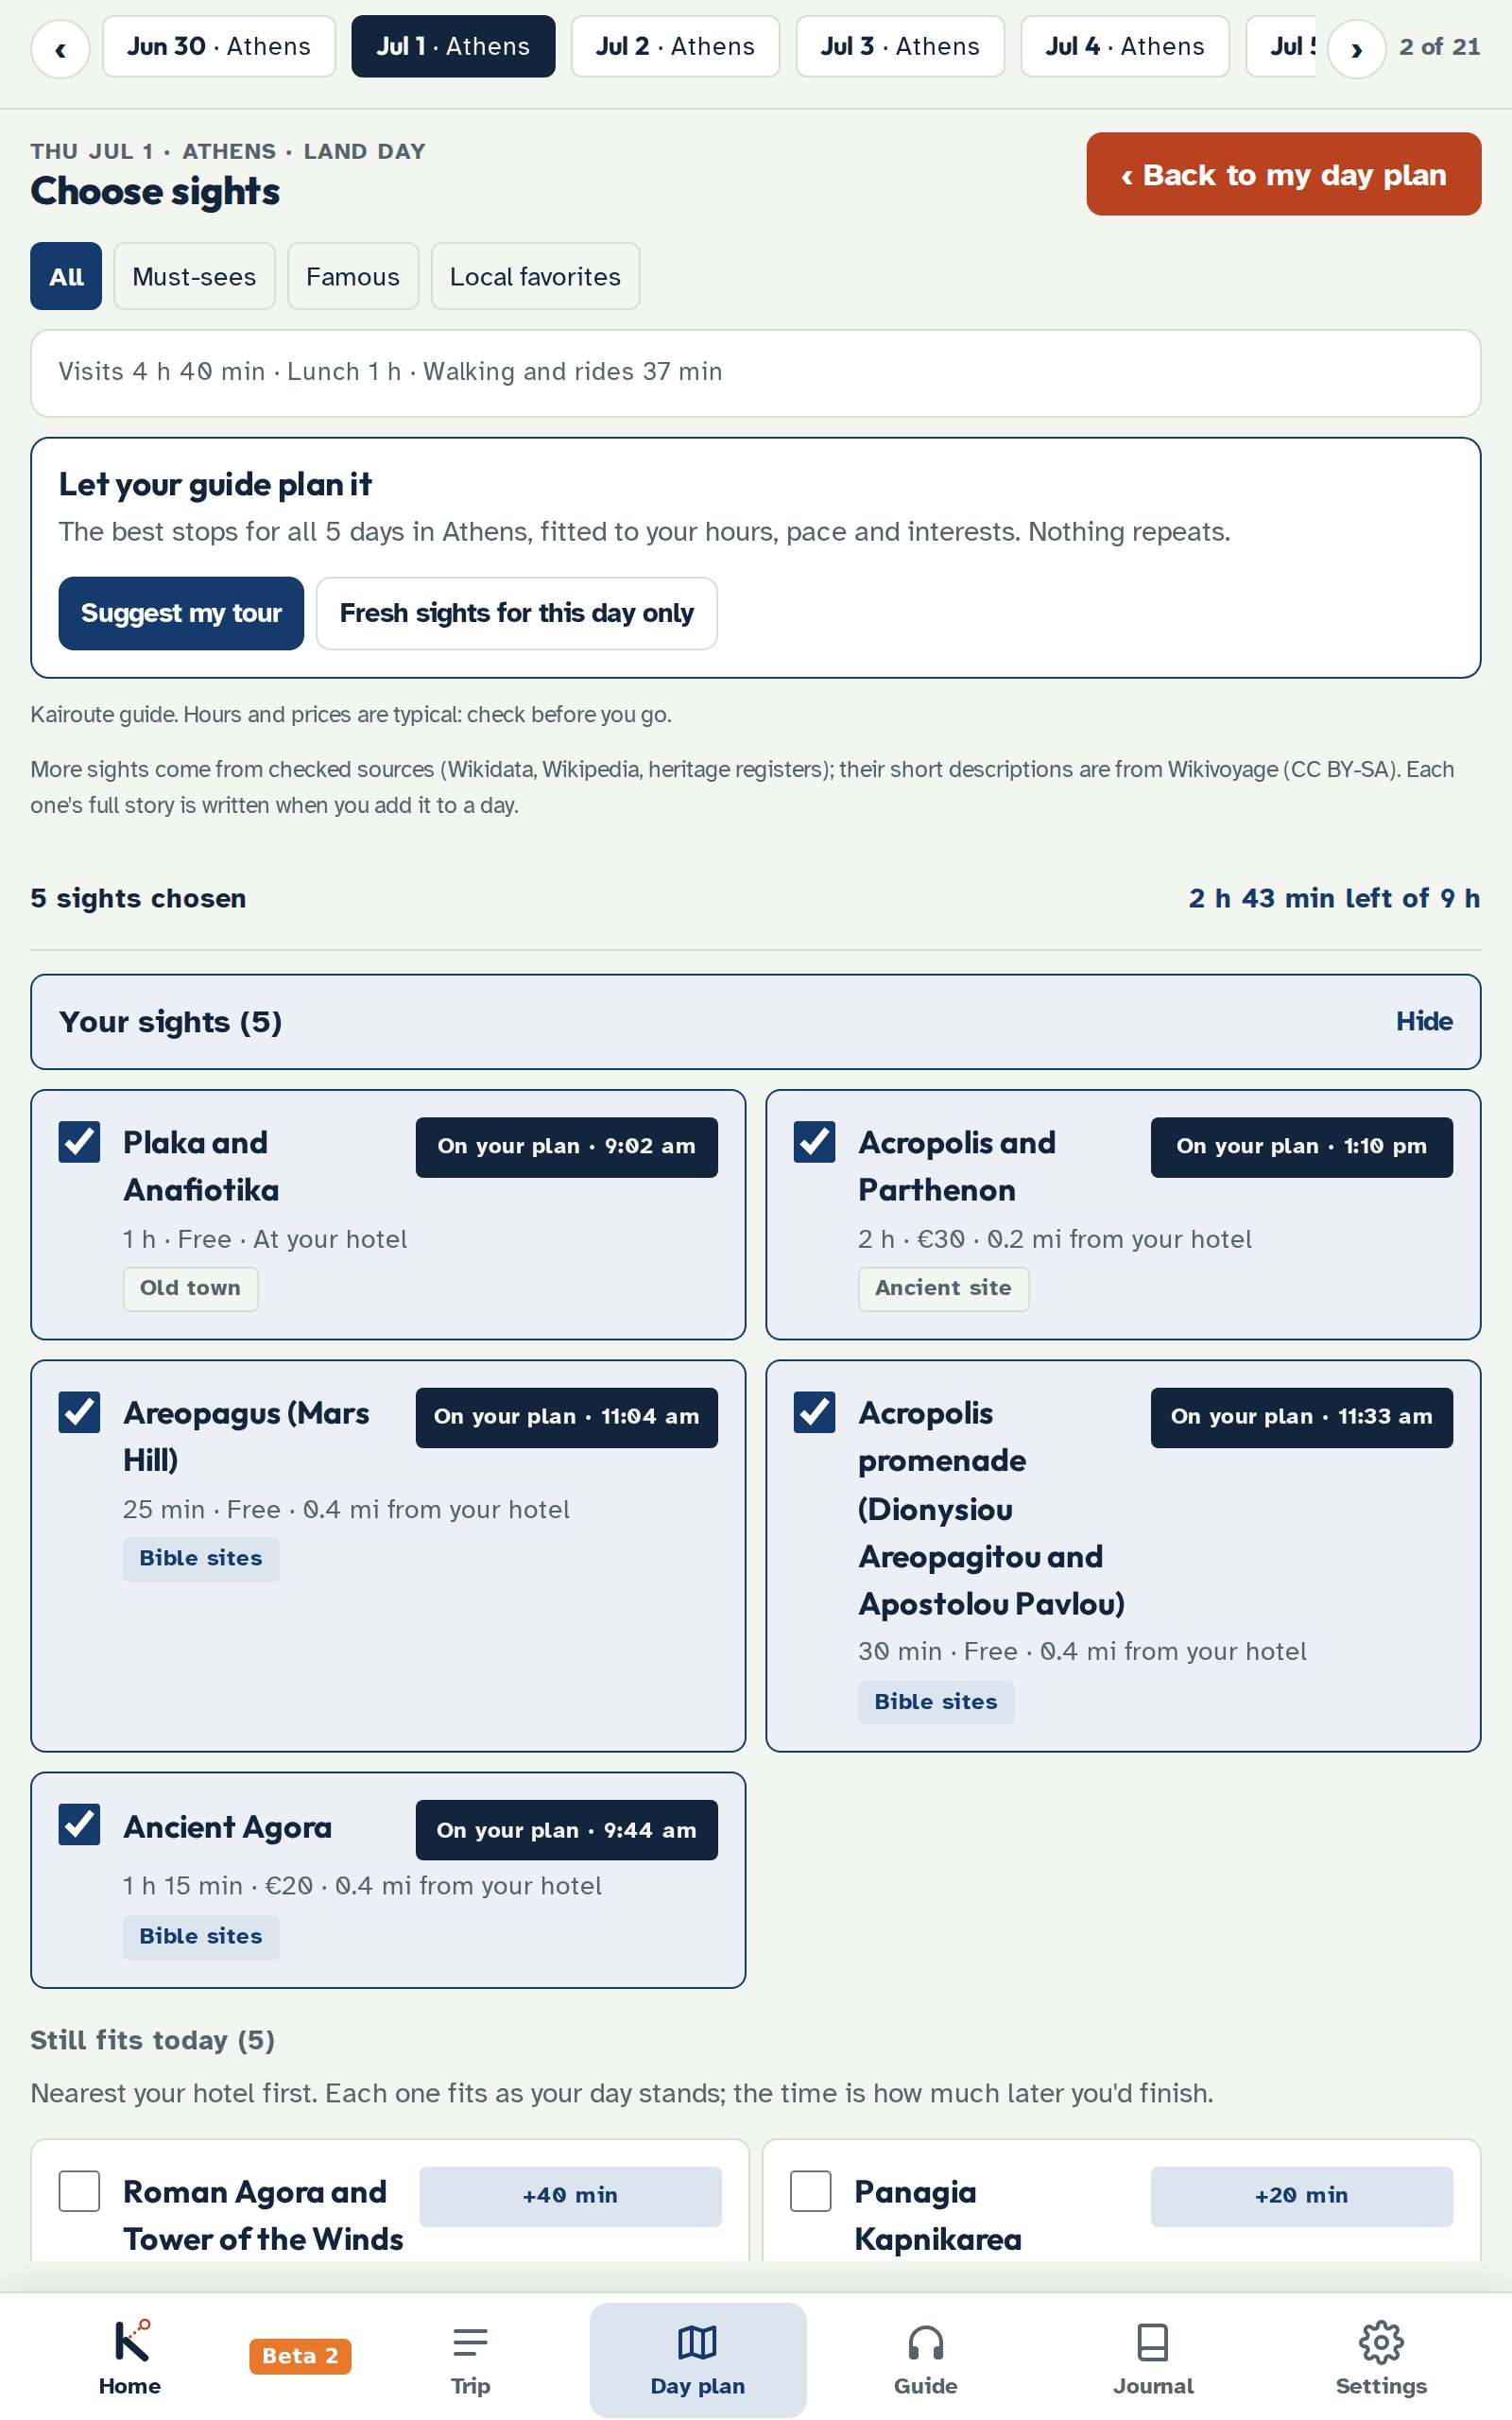 ‹
Jun 30 · Athens
Jul 1 · Athens
Jul 2 · Athens
Jul 3 · Athens
Jul 4 · Athens
Jul
›
2 of 21
THU JUL 1 · ATHENS · LAND DAY
Choose sights
‹ Back to my day plan
All
Must-sees
Famous
Local favorites
Visits 4 h 40 min · Lunch 1 h · Walking and rides 37 min
Let your guide plan it
The best stops for all 5 days in Athens, fitted to your hours, pace and interests. Nothing repeats.
Suggest my tour
Fresh sights for this day only
Kairoute guide. Hours and prices are typical: check before you go.
More sights come from checked sources (Wikidata, Wikipedia, heritage registers); their short descriptions are from Wikivoyage (CC BY-SA). Each
one's full story is written when you add it to a day.
5 sights chosen
2 h 43 min left of 9 h
Your sights (5)
Hide
Plaka and
Anafiotika
On your plan · 9:02 am
1 h · Free · At your hotel
Old town
Acropolis and
Parthenon
On your plan · 1:10 pm
2 h · €30 · 0.2 mi from your hotel
Ancient site
Areopagus (Mars
Hill)
On your plan · 11:04 am
25 min · Free · 0.4 mi from your hotel
Bible sites
Acropolis
promenade
(Dionysiou
Areopagitou and
Apostolou Pavlou)
On your plan · 11:33 am
30 min · Free · 0.4 mi from your hotel
Bible sites
Ancient Agora
On your plan · 9:44 am
1 h 15 min · €20 · 0.4 mi from your hotel
Bible sites
Still fits today (5)
Nearest your hotel first. Each one fits as your day stands; the time is how much later you'd finish.
Roman Agora and
Tower of the Winds
+40 min
Panagia
Kapnikarea
+20 min
Home
Beta 2
Trip
Day plan
Guide
Journal
Settings